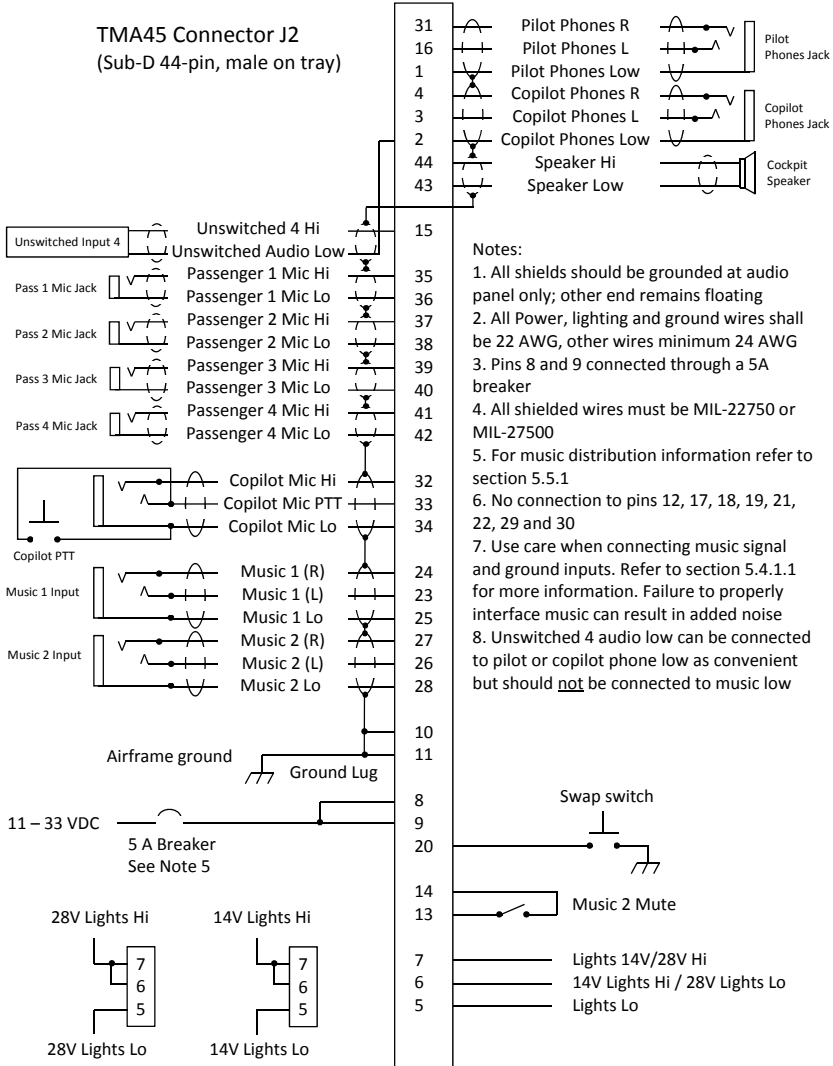 TMA45 Connector J2
(Sub-D 44-pin, male on tray)
31 Pilot Phones R
16 Pilot Phones L
1 Pilot Phones Low
Pilot
Phones Jack
4 Copilot Phones R
3 Copilot Phones L
2 Copilot Phones Low
Copilot
Phones Jack
44 Speaker Hi
43 Speaker Low
Cockpit
Speaker
Unswitched Input 4
Unswitched 4 Hi 15
Unswitched Audio Low
Pass 1 Mic Jack
Passenger 1 Mic Hi 35
Passenger 1 Mic Lo 36
Pass 2 Mic Jack
Passenger 2 Mic Hi 37
Passenger 2 Mic Lo 38
Pass 3 Mic Jack
Passenger 3 Mic Hi 39
Passenger 3 Mic Lo 40
Pass 4 Mic Jack
Passenger 4 Mic Hi 41
Passenger 4 Mic Lo 42
Copilot Mic Hi 32
Copilot Mic PTT 33
Copilot Mic Lo 34
Copilot PTT
Music 1 Input
Music 1 (R) 24
Music 1 (L) 23
Music 1 Lo 25
Music 2 Input
Music 2 (R) 27
Music 2 (L) 26
Music 2 Lo 28
10
Airframe ground 11
Ground Lug
8
11 – 33 VDC 9
5 A Breaker
See Note 5
Notes:
1. All shields should be grounded at audio
panel only; other end remains floating
2. All Power, lighting and ground wires shall
be 22 AWG, other wires minimum 24 AWG
3. Pins 8 and 9 connected through a 5A
breaker
4. All shielded wires must be MIL-22750 or
MIL-27500
5. For music distribution information refer to
section 5.5.1
6. No connection to pins 12, 17, 18, 19, 21,
22, 29 and 30
7. Use care when connecting music signal
and ground inputs. Refer to section 5.4.1.1
for more information. Failure to properly
interface music can result in added noise
8. Unswitched 4 audio low can be connected
to pilot or copilot phone low as convenient
but should not be connected to music low
Swap switch
20
14
13
Music 2 Mute
7 Lights 14V/28V Hi
6 14V Lights Hi / 28V Lights Lo
5 Lights Lo
28V Lights Hi
7
6
5
28V Lights Lo
14V Lights Hi
7
6
5
14V Lights Lo